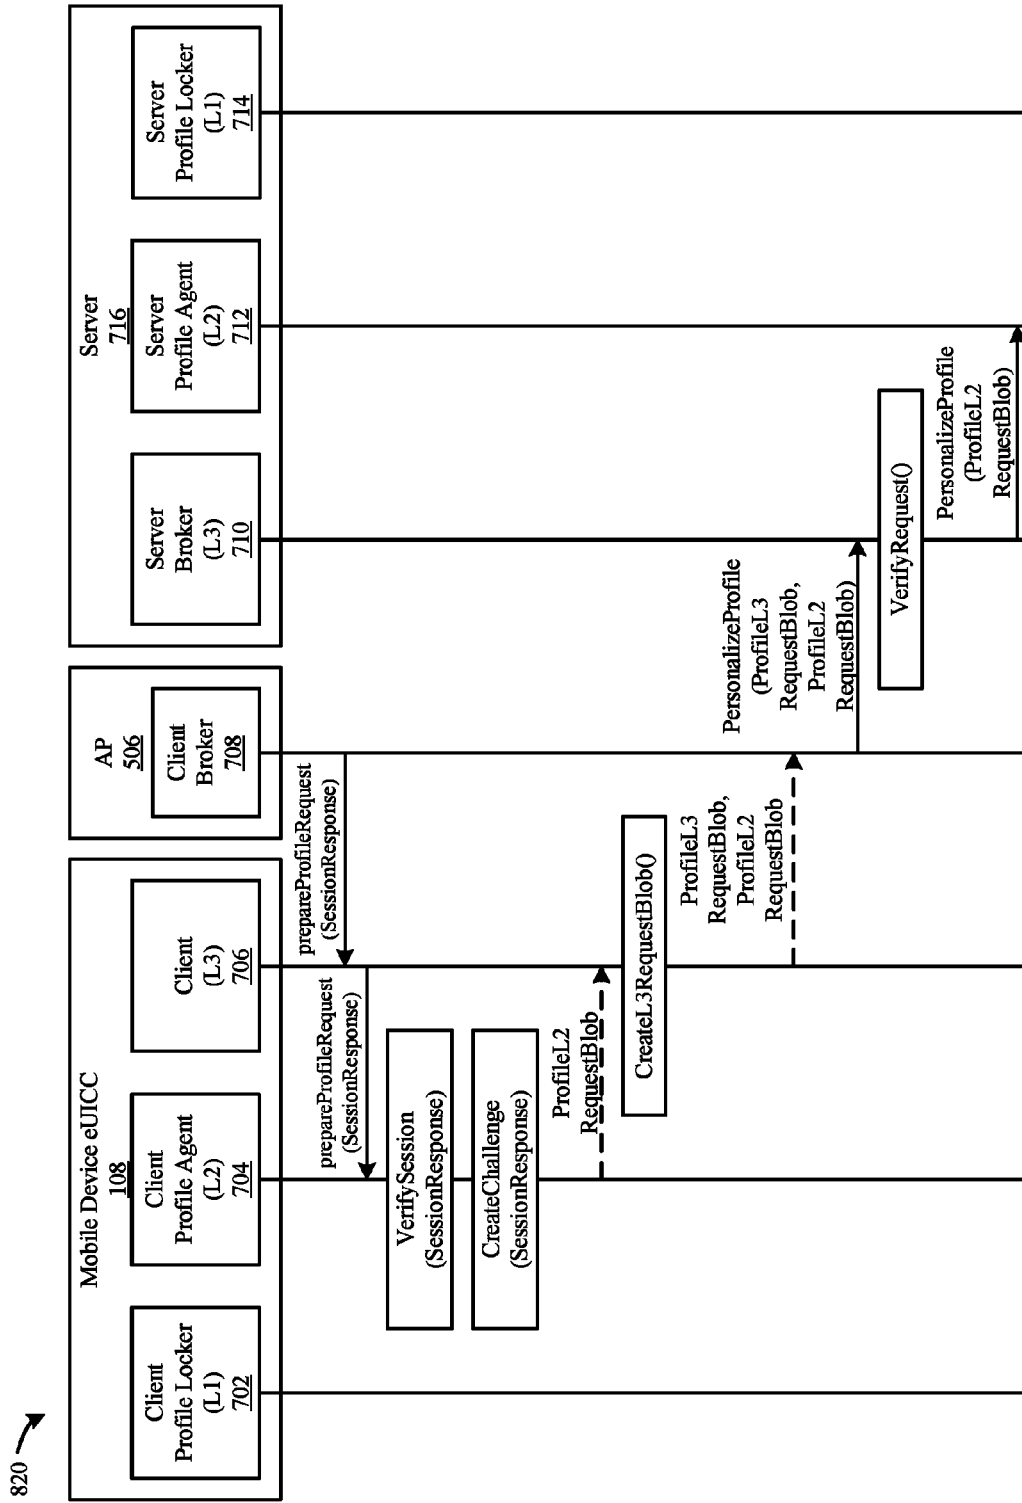 820
Mobile Device eUICC
108
Client
Profile Locker
(L1)
702
Client
Profile Agent
(L2)
704
Client
(L3)
706
AP
506
Client
Broker
708
Server
716
Server
Broker
(L3)
710
Server
Profile Agent
(L2)
712
Server
Profile Locker
(L1)
714
prepareProfileRequest
(SessionResponse)
prepareProfileRequest
(SessionResponse)
VerifySession
(SessionResponse)
CreateChallenge
(SessionResponse)
ProfileL2
RequestBlob
CreateL3RequestBlob()
ProfileL3
RequestBlob,
ProfileL2
RequestBlob
PersonalizeProfile
(ProfileL3
RequestBlob,
ProfileL2
RequestBlob)
VerifyRequest()
PersonalizeProfile
(ProfileL2
RequestBlob)